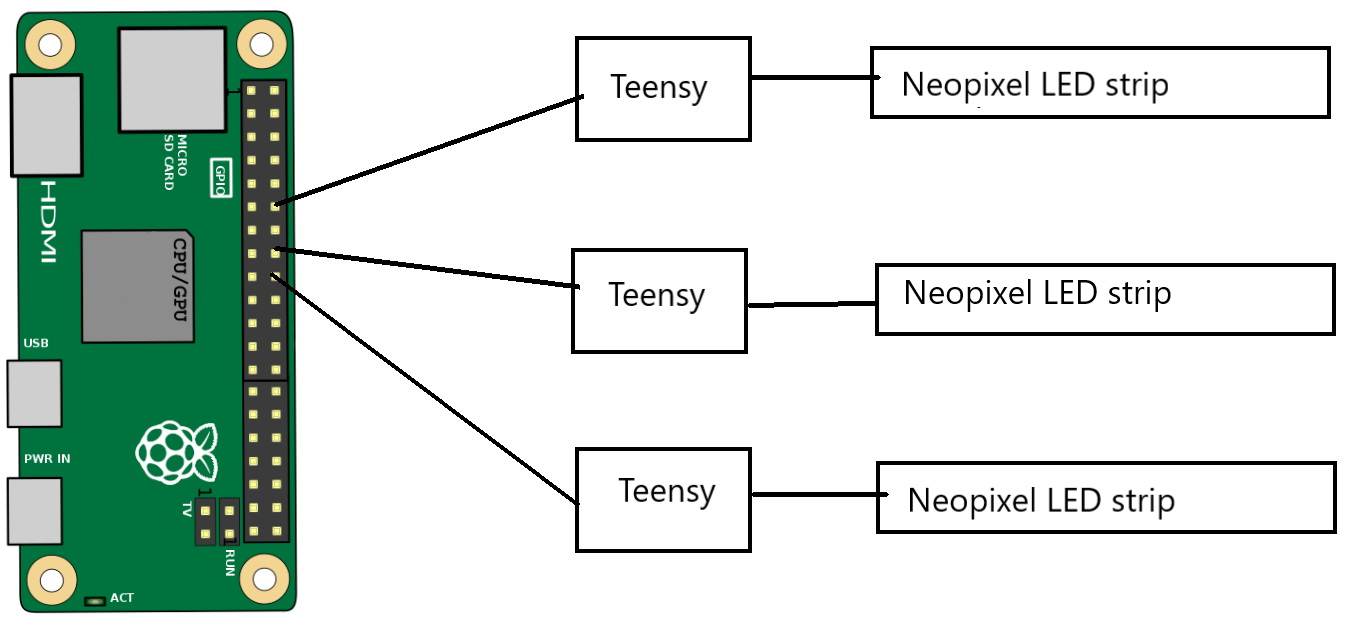 MICRO
SD CARD
HDMI
GPIO
CPU/GPU
USB
PWR IN
1
TV
RUN
ACT
Teensy
Neopixel LED strip
Teensy
Neopixel LED strip
Teensy
Neopixel LED strip